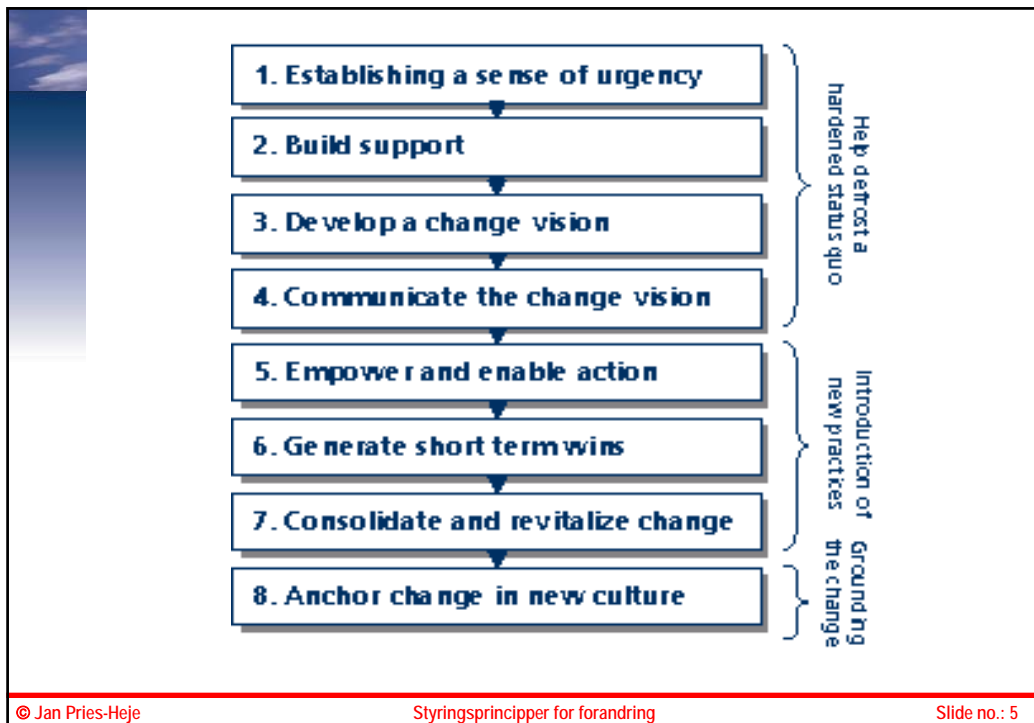 1. Establishing a sense of urgency
2. Build support
3. Develop a change vision
4. Communicate the change vision
Help defrost a
hardened status quo
5. Empower and enable action
6. Generate short term wins
7. Consolidate and revitalize change
Introduction of
new practices
8. Anchor change in new culture
Grounding
the change
© Jan Pries-Heje
Styringsprincipper for forandring
Slide no.: 5